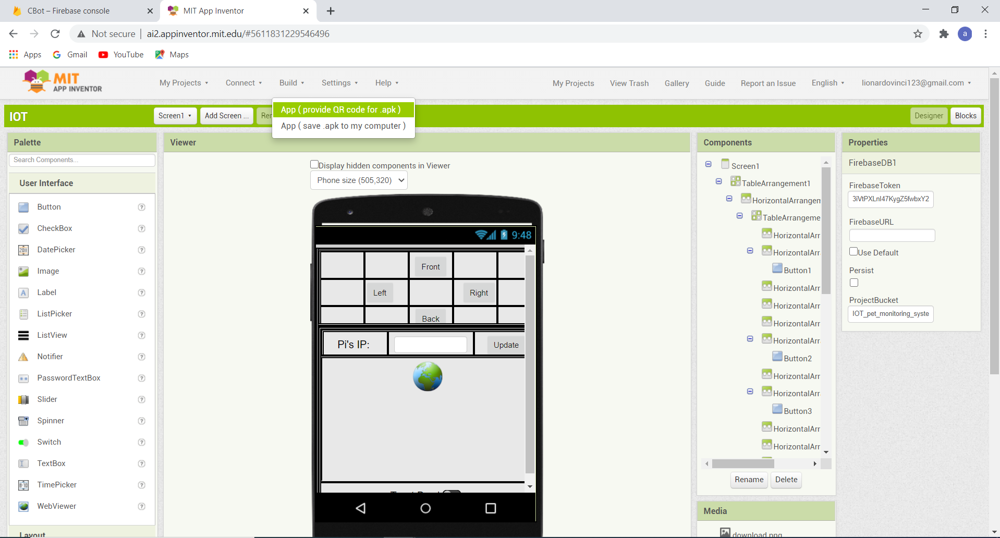 CBot – Firebase console
MIT App Inventor
Not secure
ai2.appinventor.mit.edu/#5611831229546496
a
Apps
Gmail
YouTube
Maps
MIT
APP INVENTOR
My Projects
Connect
Build
Settings
Help
My Projects
View Trash
Gallery
Guide
Report an Issue
English
lionardovinci123@gmail.com
IOT
Screen1
Add Screen ...
Ren
App ( provide QR code for .apk )
App ( save .apk to my computer )
Designer
Blocks
Palette
Search Components...
User Interface
Button
CheckBox
DatePicker
Image
Label
ListPicker
ListView
Notifier
PasswordTextBox
Slider
Spinner
Switch
TextBox
TimePicker
WebViewer
Layout
Viewer
Display hidden components in Viewer
Phone size (505,320)
9:48
Front
Left
Right
Back
Pi's IP:
Update
Components
Screen1
TableArrangement1
HorizontalArrangem
TableArrangeme
HorizontalArr
HorizontalArr
Button1
HorizontalArr
HorizontalArr
HorizontalArr
HorizontalArr
Button2
HorizontalArr
HorizontalArr
Button3
HorizontalArr
HorizontalArr
Rename
Delete
Media
download.png
Properties
FirebaseDB1
FirebaseToken
3iVtPXLnI47KygZ5fwbxY2
FirebaseURL
Use Default
Persist
ProjectBucket
IOT_pet_monitoring_syste